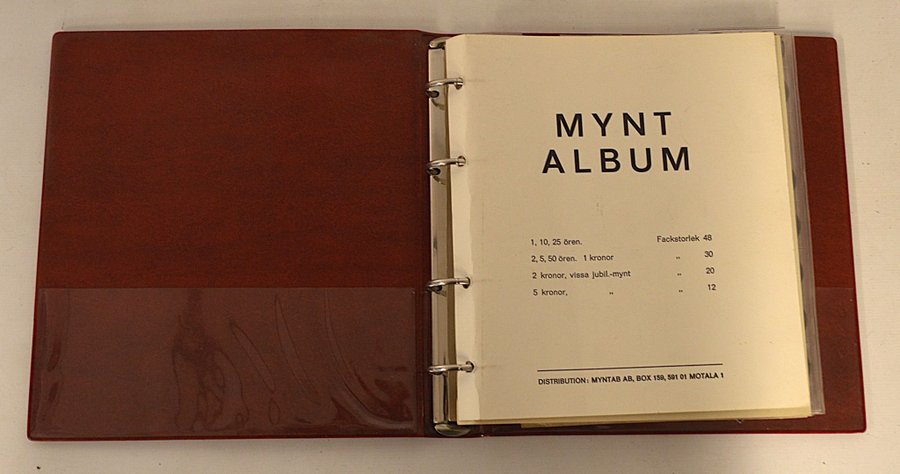 MYNT
ALBUM
1, 10, 25 ören. Fackstorlek 48
2, 5, 50 ören. 1 kronor „ 30
2 kronor, vissa jubil.-mynt „ 20
5 kronor, „ „ 12
DISTRIBUTION: MYNTAB AB, BOX 159, 591 01 MOTALA 1